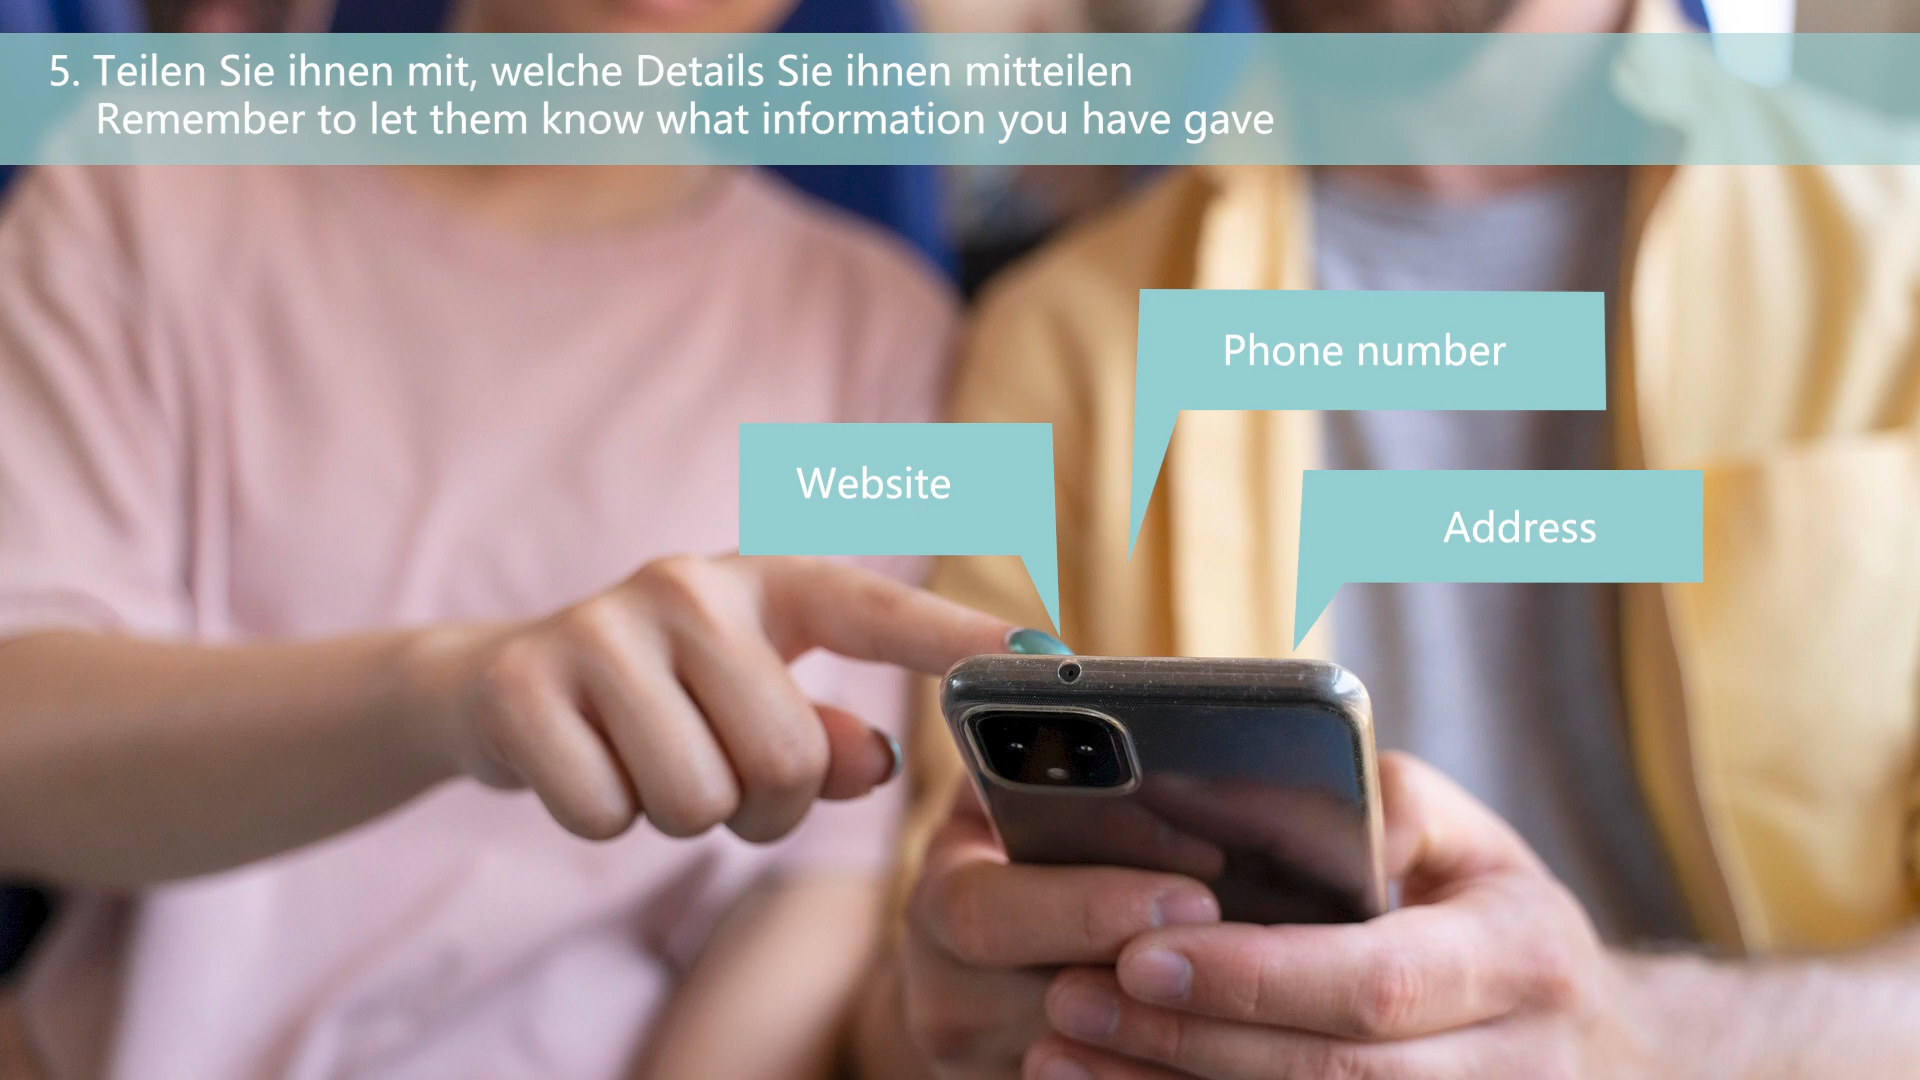 5. Teilen Sie ihnen mit, welche Details Sie ihnen mitteilen
Remember to let them know what information you have gave
Phone number
Website
Address